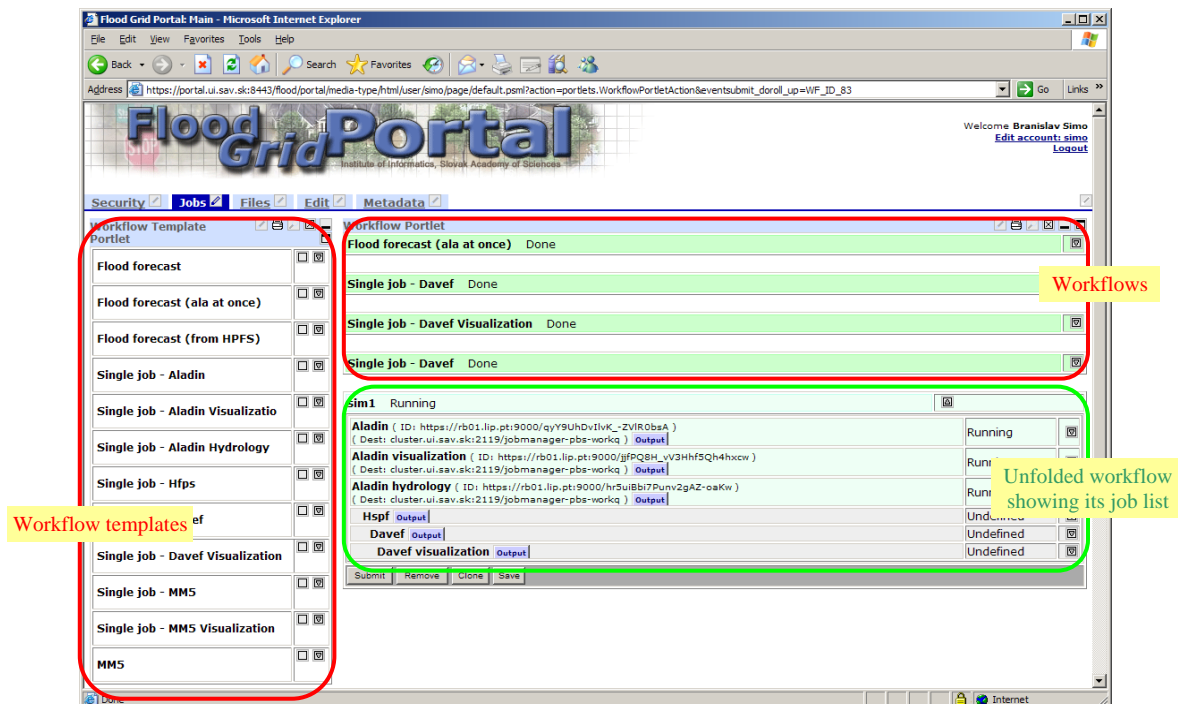 Flood Grid Portal: Main - Microsoft Internet Explorer
File Edit View Favorites Tools Help
Back Search Favorites
Address https://portal.ui.sav.sk:8443/flood/portal/media-type/html/user/simo/page/default.psml?action=portlets.WorkflowPortletAction&eventsubmit_doroll_up=WF_ID_83 Go Links »
STOP
Flood Grid Portal
Institute of Informatics, Slovak Academy of Sciences
Welcome Branislav Simo
Edit account: simo
Logout
Security Jobs Files Edit Metadata
Workflow Template Portlet
Flood forecast
Flood forecast (ala at once)
Flood forecast (from HPFS)
Single job - Aladin
Single job - Aladin Visualizatio
Single job - Aladin Hydrology
Single job - Hfps
ef
Single job - Davef Visualization
Single job - MM5
Single job - MM5 Visualization
MM5
Workflow templates
Workflow Portlet
Flood forecast (ala at once) Done
Single job - Davef Done
Single job - Davef Visualization Done
Single job - Davef Done
Workflows
sim1 Running
Aladin ( ID: https://rb01.lip.pt:9000/qyY9UhDvIlvK_-ZVlR0bsA )
( Dest: cluster.ui.sav.sk:2119/jobmanager-pbs-workq ) Output Running
Aladin visualization ( ID: https://rb01.lip.pt:9000/jjfPQ8H_vV3Hhf5Qh4hxcw )
( Dest: cluster.ui.sav.sk:2119/jobmanager-pbs-workq ) Output
Aladin hydrology ( ID: https://rb01.lip.pt:9000/hr5uiBbi7Punv2gAZ-oaKw )
( Dest: cluster.ui.sav.sk:2119/jobmanager-pbs-workq ) Output
Hspf Output Undefined
Davef Output Undefined
Davef visualization Output Undefined
Unfolded workflow
showing its job list
Submit Remove Clone Save
Done Internet